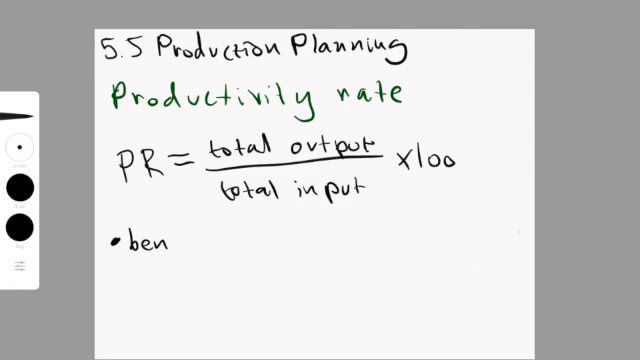 5.5 Production Planning
Productivity rate
PR = total output / total input x100
• ben